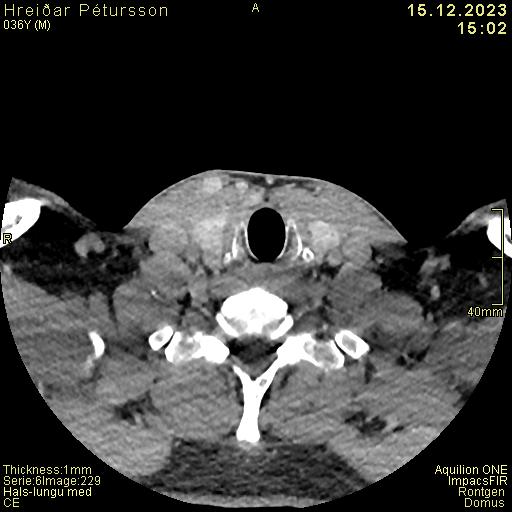 Hreiðar Pétursson
036Y (M)
A
15.12.2023
15:02
R
40mm
Thickness:1mm
Serie:6Image:229
Hals-lungu med
CE
Aquilion ONE
ImpacsFIR
Rontgen
Domus